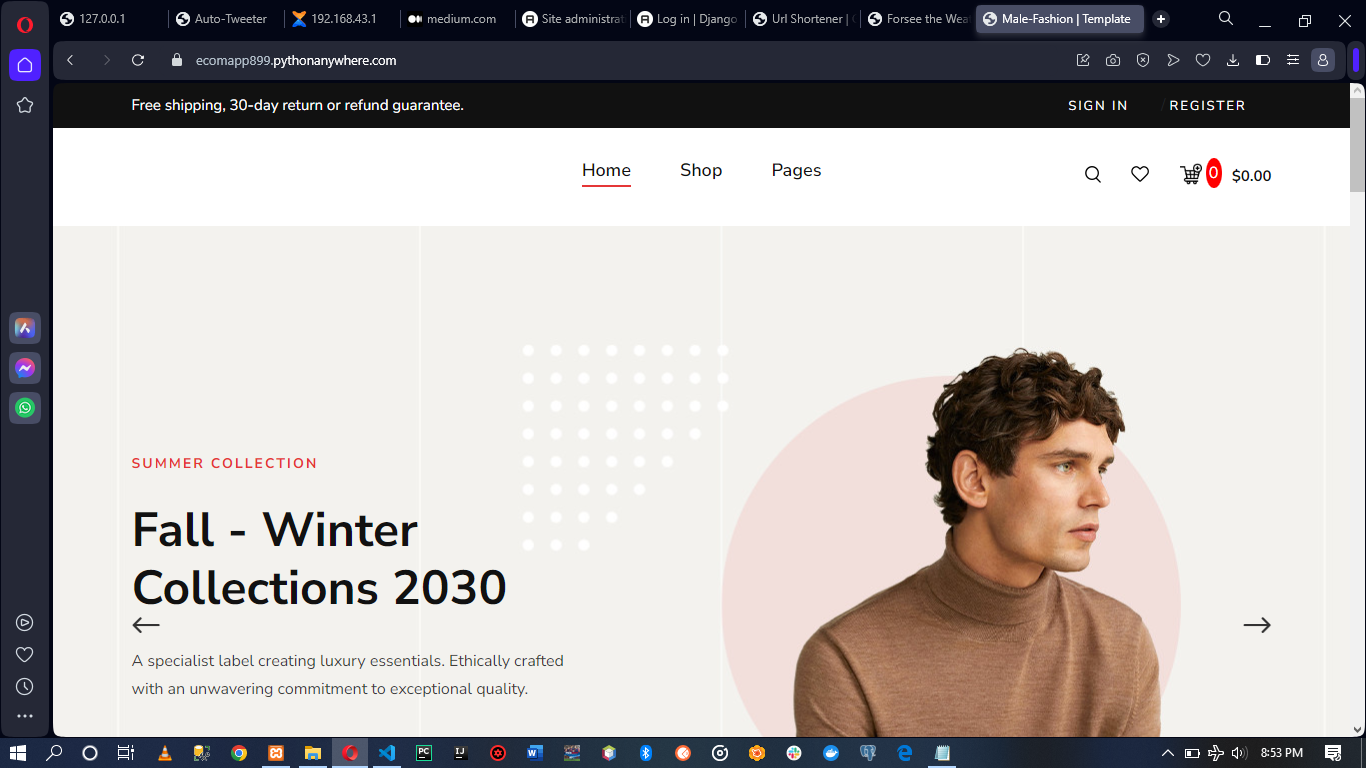 127.0.0.1
Auto-Tweeter
192.168.43.1
medium.com
Site administrat
Log in | Django
Url Shortener |
Forsee the Wea
Male-Fashion | Template
ecomapp899.pythonanywhere.com
Free shipping, 30-day return or refund guarantee.
SIGN IN
REGISTER
Home
Shop
Pages
0
$0.00
SUMMER COLLECTION
Fall - Winter
Collections 2030
A specialist label creating luxury essentials. Ethically crafted
with an unwavering commitment to exceptional quality.
8:53 PM